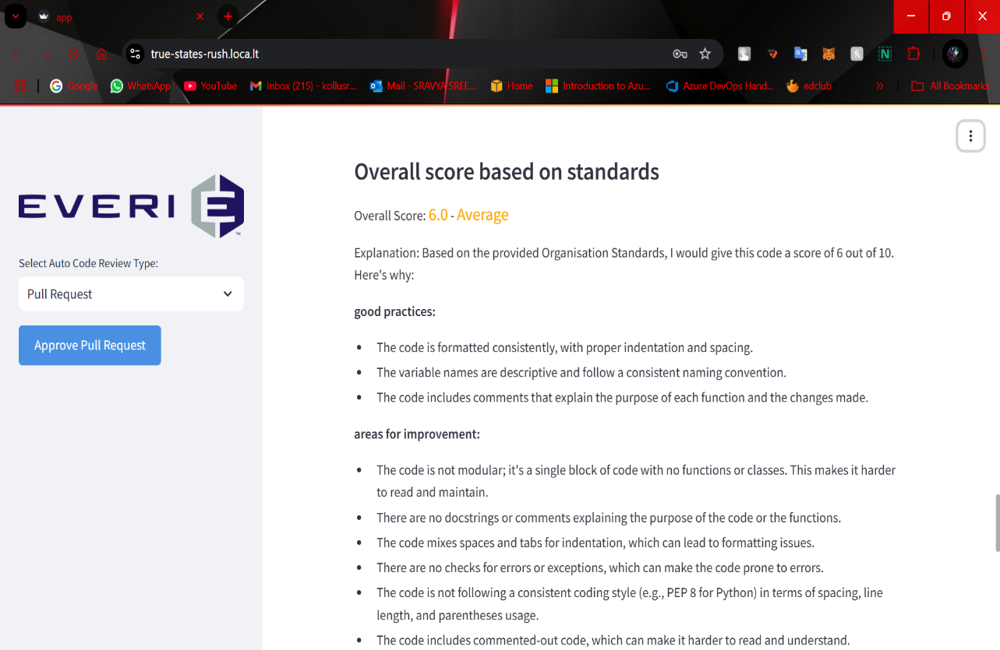 app
true-states-rush.loca.lt
Google WhatsApp YouTube Inbox (215) - kollusr... Mail - SRAVYA SREE... Home Introduction to Azu... Azure DevOps Hand... edclub » All Bookmarks
EVERI
TM
Select Auto Code Review Type:
Pull Request
Approve Pull Request
Overall score based on standards
Overall Score: 6.0 - Average
Explanation: Based on the provided Organisation Standards, I would give this code a score of 6 out of 10.
Here's why:
good practices:
• The code is formatted consistently, with proper indentation and spacing.
• The variable names are descriptive and follow a consistent naming convention.
• The code includes comments that explain the purpose of each function and the changes made.
areas for improvement:
• The code is not modular; it's a single block of code with no functions or classes. This makes it harder
to read and maintain.
• There are no docstrings or comments explaining the purpose of the code or the functions.
• The code mixes spaces and tabs for indentation, which can lead to formatting issues.
• There are no checks for errors or exceptions, which can make the code prone to errors.
• The code is not following a consistent coding style (e.g., PEP 8 for Python) in terms of spacing, line
length, and parentheses usage.
• The code includes commented-out code, which can make it harder to read and understand.